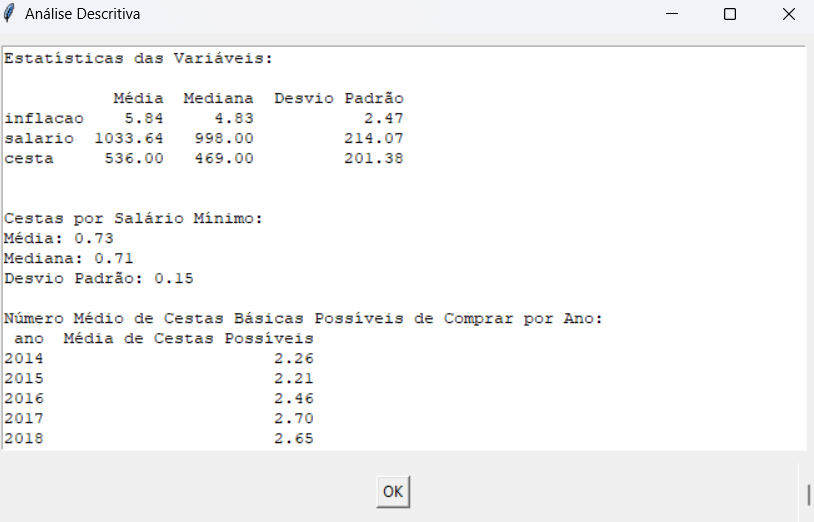 Análise Descritiva
Estatísticas das Variáveis:
Média Mediana Desvio Padrão
inflacao 5.84 4.83 2.47
salario 1033.64 998.00 214.07
cesta 536.00 469.00 201.38
Cestas por Salário Mínimo:
Média: 0.73
Mediana: 0.71
Desvio Padrão: 0.15
Número Médio de Cestas Básicas Possíveis de Comprar por Ano:
ano Média de Cestas Possíveis
2014 2.26
2015 2.21
2016 2.46
2017 2.70
2018 2.65
OK